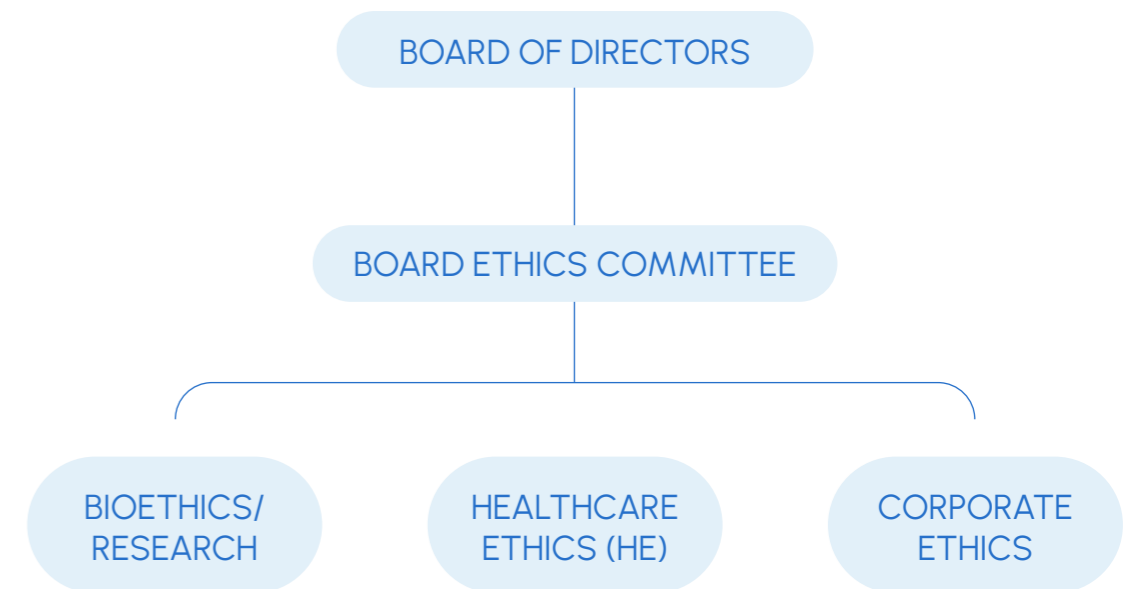 BOARD OF DIRECTORS
BOARD ETHICS COMMITTEE
BIOETHICS/
RESEARCH
HEALTHCARE
ETHICS (HE)
CORPORATE
ETHICS